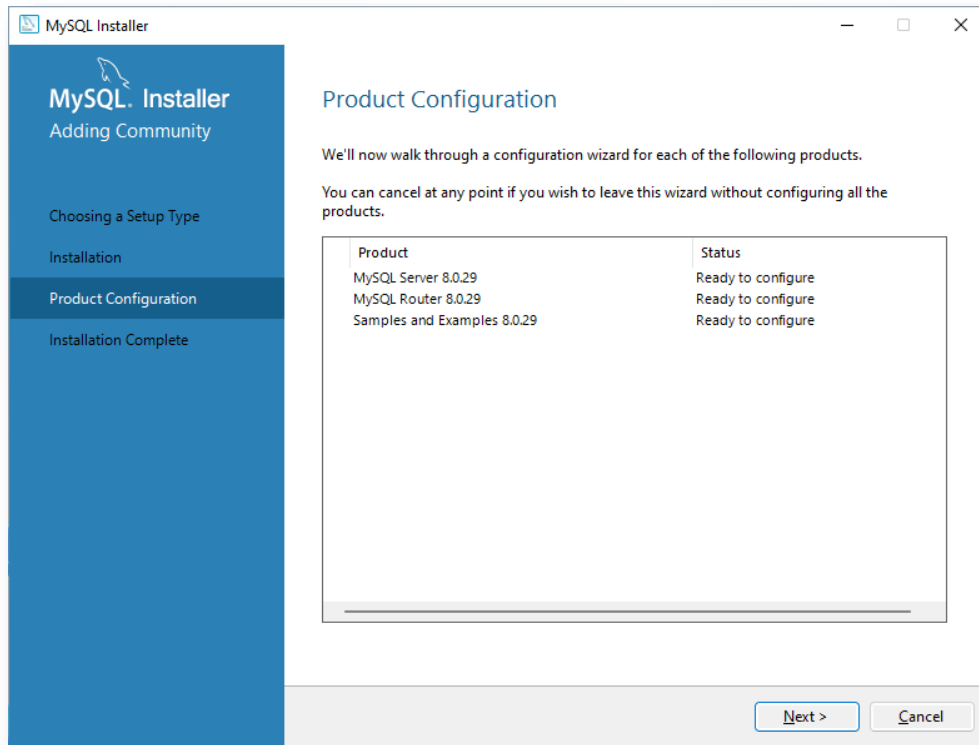 MySQL Installer
MySQL. Installer
Adding Community
Choosing a Setup Type
Installation
Product Configuration
Installation Complete
Product Configuration
We'll now walk through a configuration wizard for each of the following products.
You can cancel at any point if you wish to leave this wizard without configuring all the
products.
Product Status
MySQL Server 8.0.29 Ready to configure
MySQL Router 8.0.29 Ready to configure
Samples and Examples 8.0.29 Ready to configure
Next > Cancel